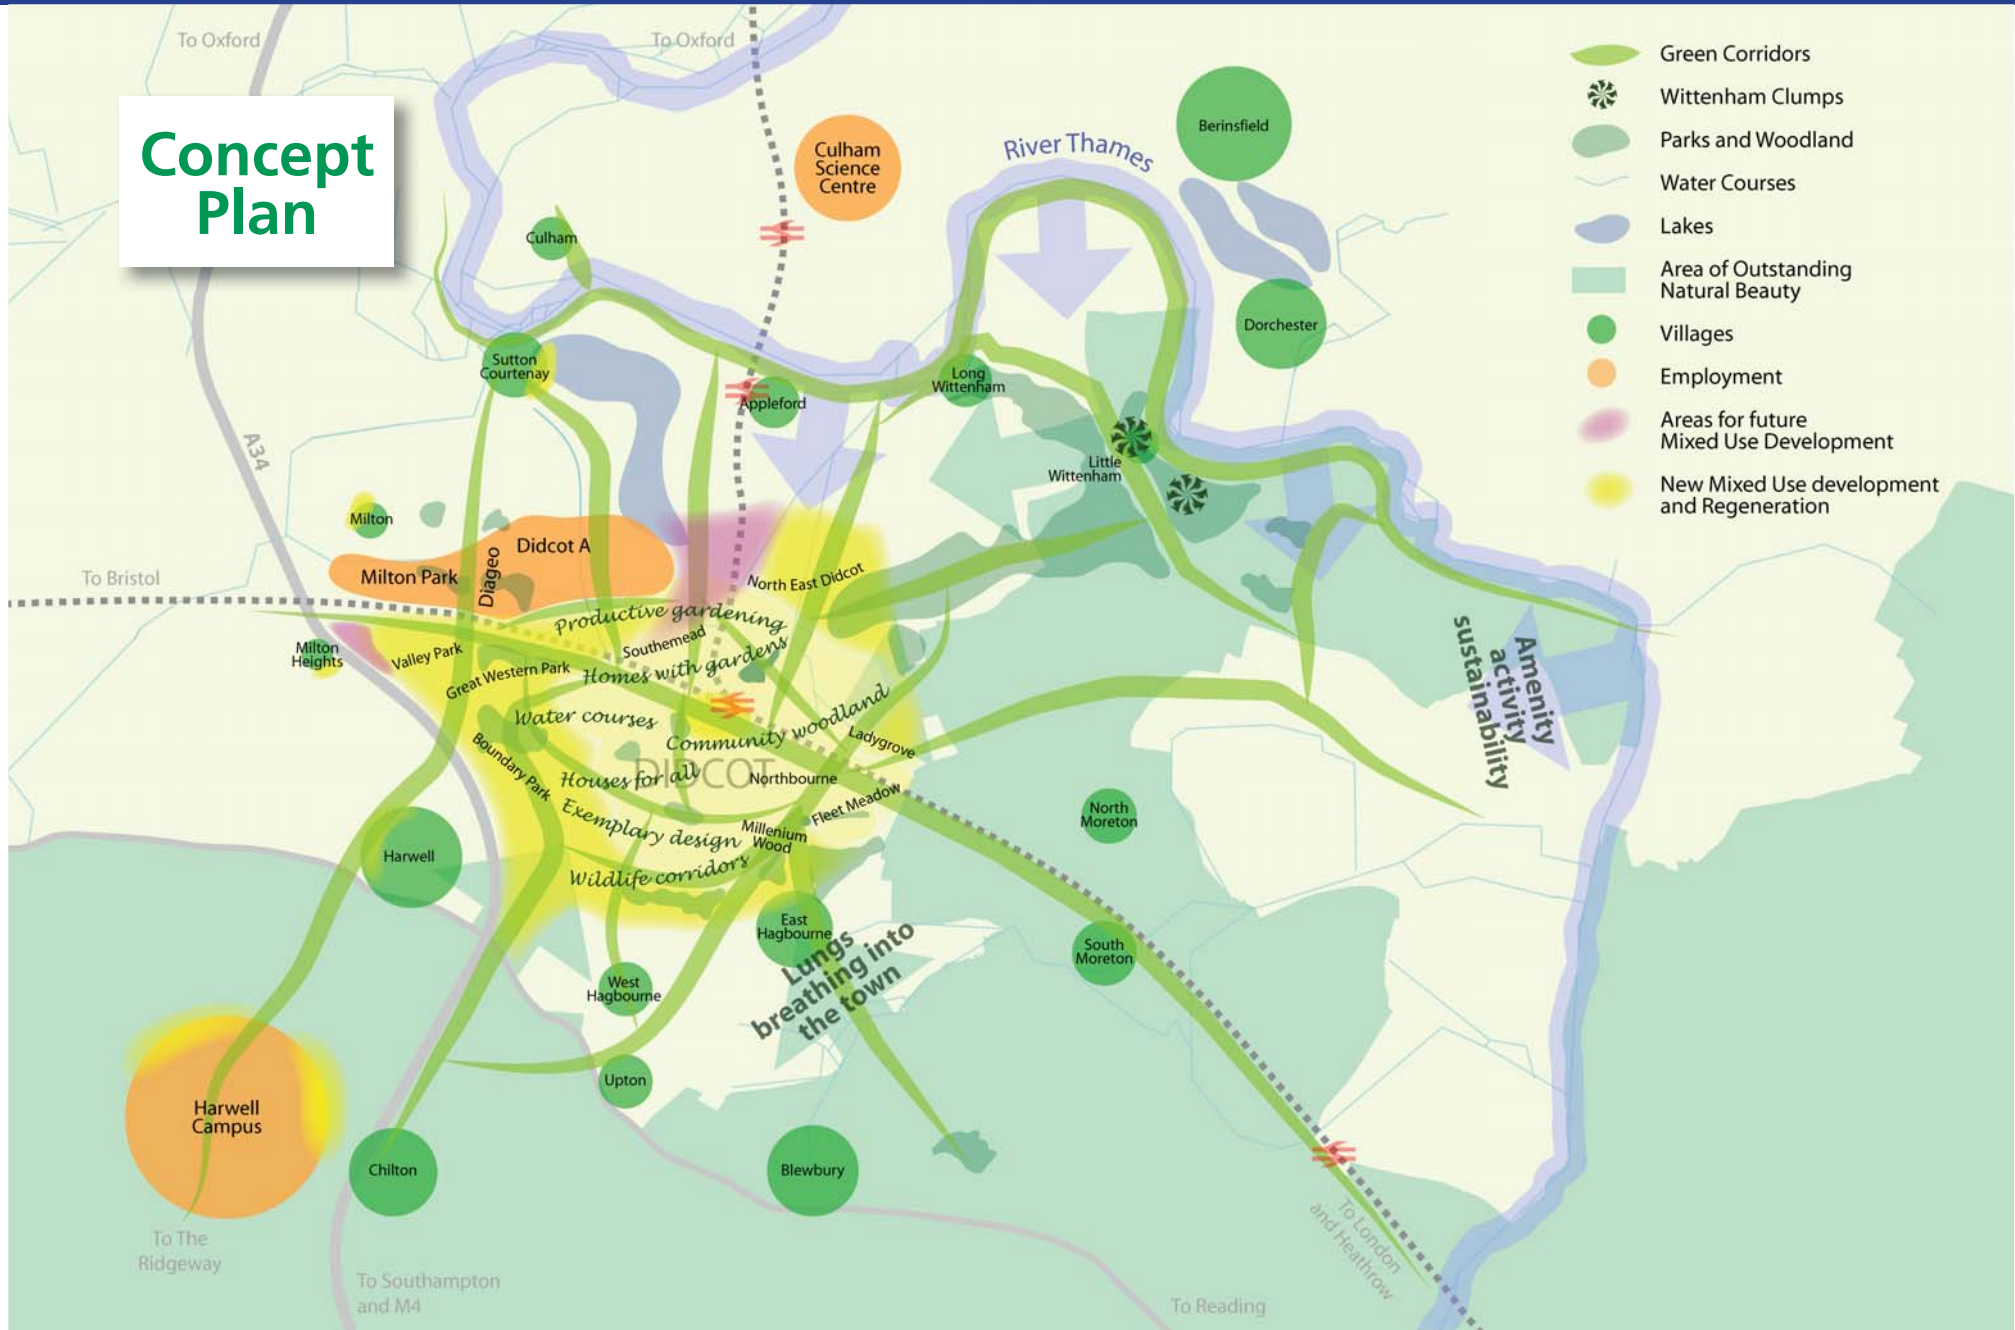 Concept
Plan
To Oxford
To Oxford
Culham
Science
Centre
River Thames
Berinsfield
Dorchester
Culham
Sutton
Courtenay
Appleford
Long
Wittenham
Little
Wittenham
A34
Milton
Milton Park
Diageo
Didcot A
To Bristol
Milton
Heights
North East Didcot
Productive gardening
Southemead
Homes with gardens
Valley Park
Great Western Park
Water courses
Community woodland
Ladygrove
Boundary Park
Houses for all
DIDCOT
Northbourne
Fleet Meadow
Exemplary design
Millenium
Wood
Wildlife corridors
Harwell
East
Hagbourne
West
Hagbourne
Lungs
breathing into
the town
North
Moreton
South
Moreton
Amenity
activity
sustainability
Upton
Harwell
Campus
Chilton
Blewbury
To The
Ridgeway
To Southampton
and M4
To Reading
To London
and Heathrow
Green Corridors
Wittenham Clumps
Parks and Woodland
Water Courses
Lakes
Area of Outstanding
Natural Beauty
Villages
Employment
Areas for future
Mixed Use Development
New Mixed Use development
and Regeneration